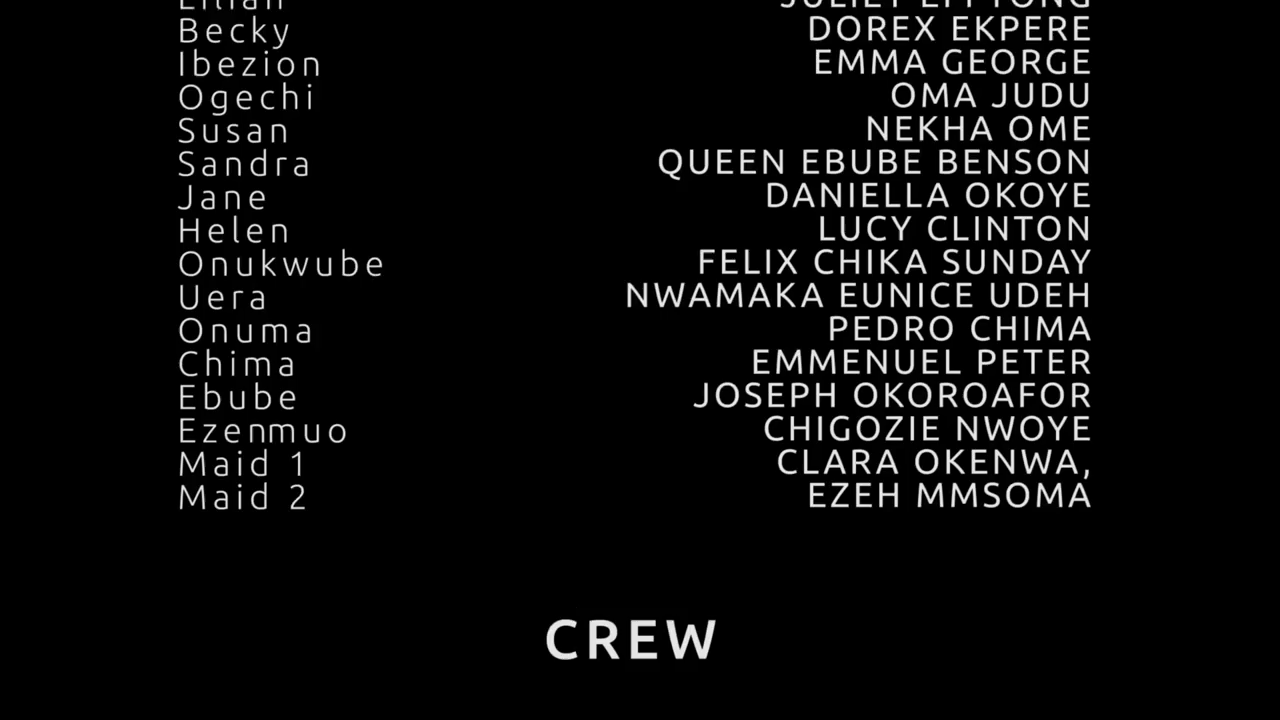 Becky DOREX EKPERE
Ibezion EMMA GEORGE
Ogechi OMA JUDU
Susan NEKHA OME
Sandra QUEEN EBUBE BENSON
Jane DANIELLA OKOYE
Helen LUCY CLINTON
Onukwube FELIX CHIKA SUNDAY
Uera NWAMAKA EUNICE UDEH
Onuma PEDRO CHIMA
Chima EMMENUEL PETER
Ebube JOSEPH OKOROAFOR
Ezenmuo CHIGOZIE NWOYE
Maid 1 CLARA OKENWA,
Maid 2 EZEH MMSOMA
CREW